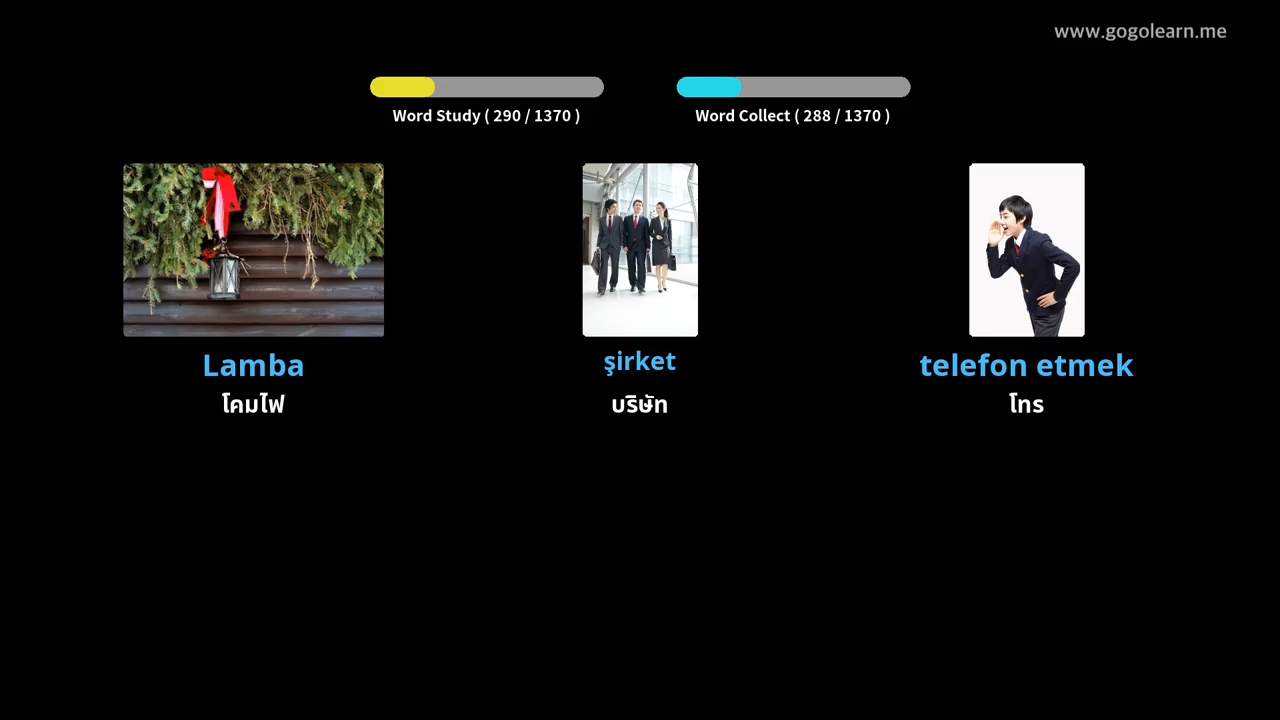 www.gogolearn.me
Word Study ( 290 / 1370 )
Word Collect ( 288 / 1370 )
Lamba
şirket
telefon etmek
โคมไฟ
บริษัท
โทร